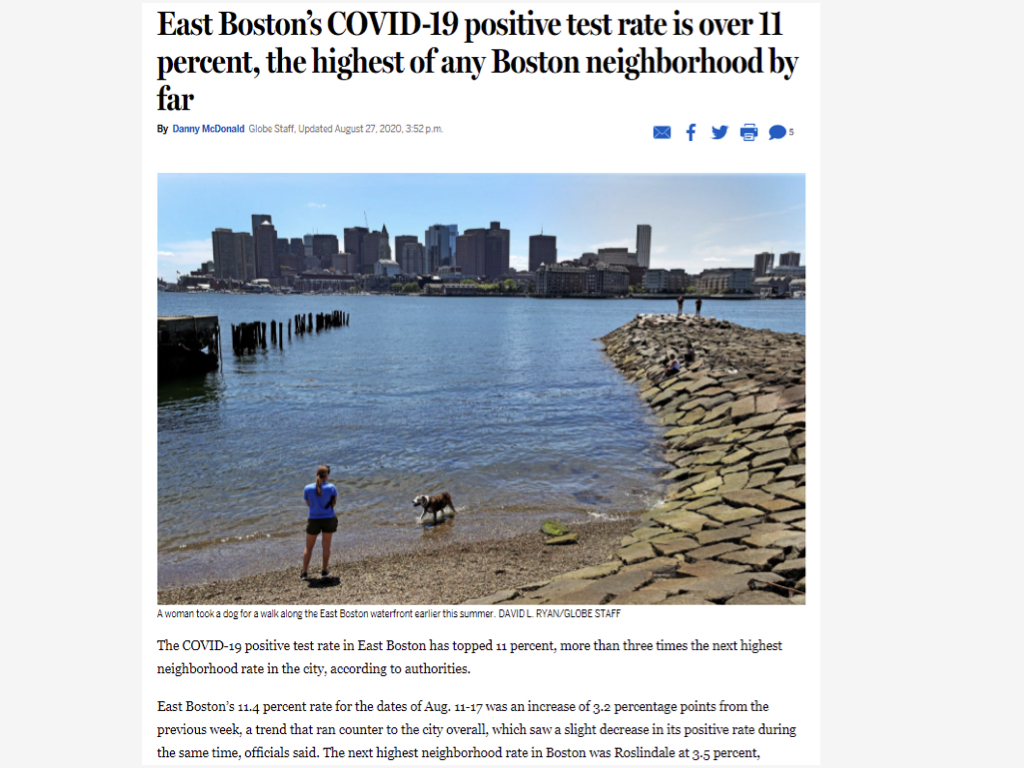 East Boston’s COVID-19 positive test rate is over 11
percent, the highest of any Boston neighborhood by
far
By Danny McDonald Globe Staff, Updated August 27, 2020, 3:52 p.m.
5
A woman took a dog for a walk along the East Boston waterfront earlier this summer. DAVID L. RYAN/GLOBE STAFF
The COVID-19 positive test rate in East Boston has topped 11 percent, more than three times the next highest
neighborhood rate in the city, according to authorities.
East Boston’s 11.4 percent rate for the dates of Aug. 11-17 was an increase of 3.2 percentage points from the
previous week, a trend that ran counter to the city overall, which saw a slight decrease in its positive rate during
the same time, officials said. The next highest neighborhood rate in Boston was Roslindale at 3.5 percent,